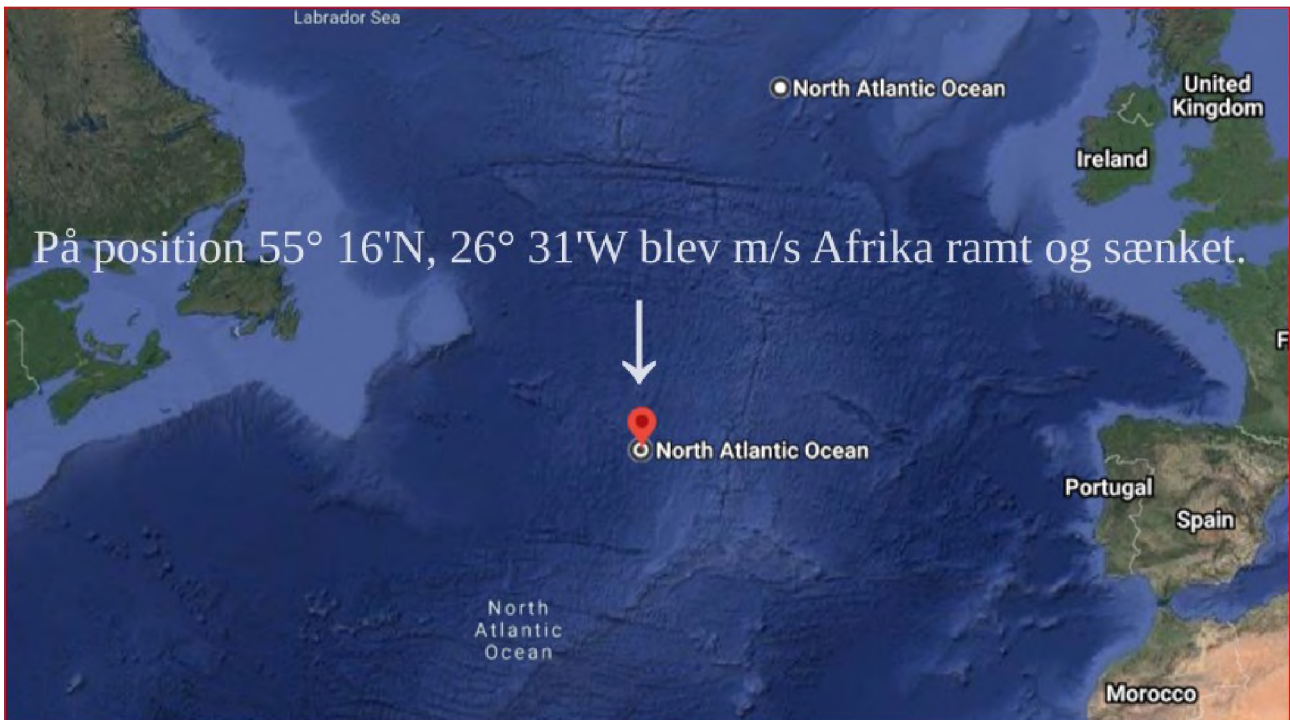 Labrador Sea
North Atlantic Ocean
United
Kingdom
Ireland
På position 55° 16'N, 26° 31'W blev m/s Afrika ramt og sænket.
F
North Atlantic Ocean
Portugal
Spain
North
Atlantic
Ocean
Morocco